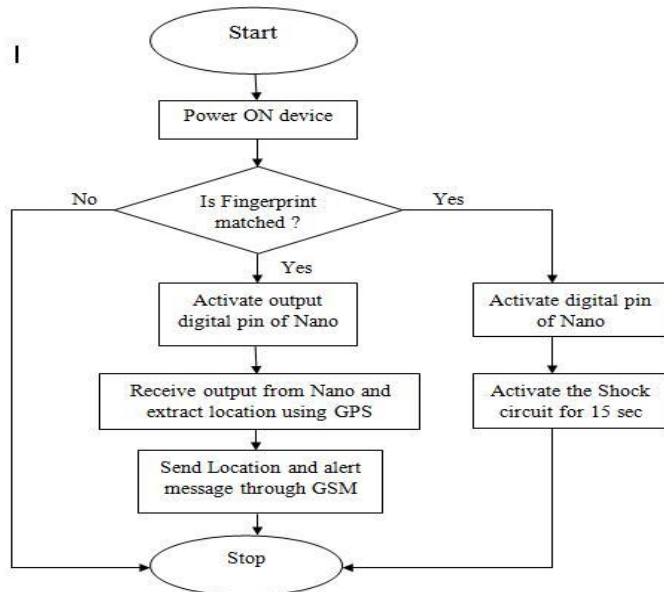 Start
I
Power ON device
No
Is Fingerprint
matched ?
Yes
Yes
Activate output
digital pin of Nano
Activate digital pin
of Nano
Receive output from Nano and
extract location using GPS
Activate the Shock
circuit for 15 sec
Send Location and alert
message through GSM
Stop